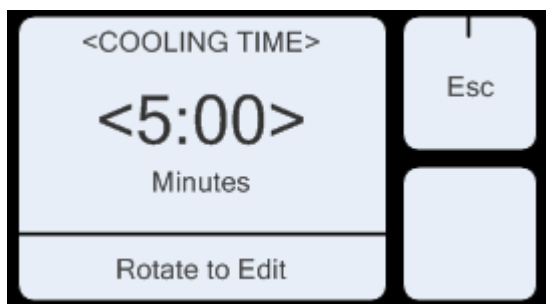 <COOLING TIME>
<5:00>
Minutes
Rotate to Edit
Esc